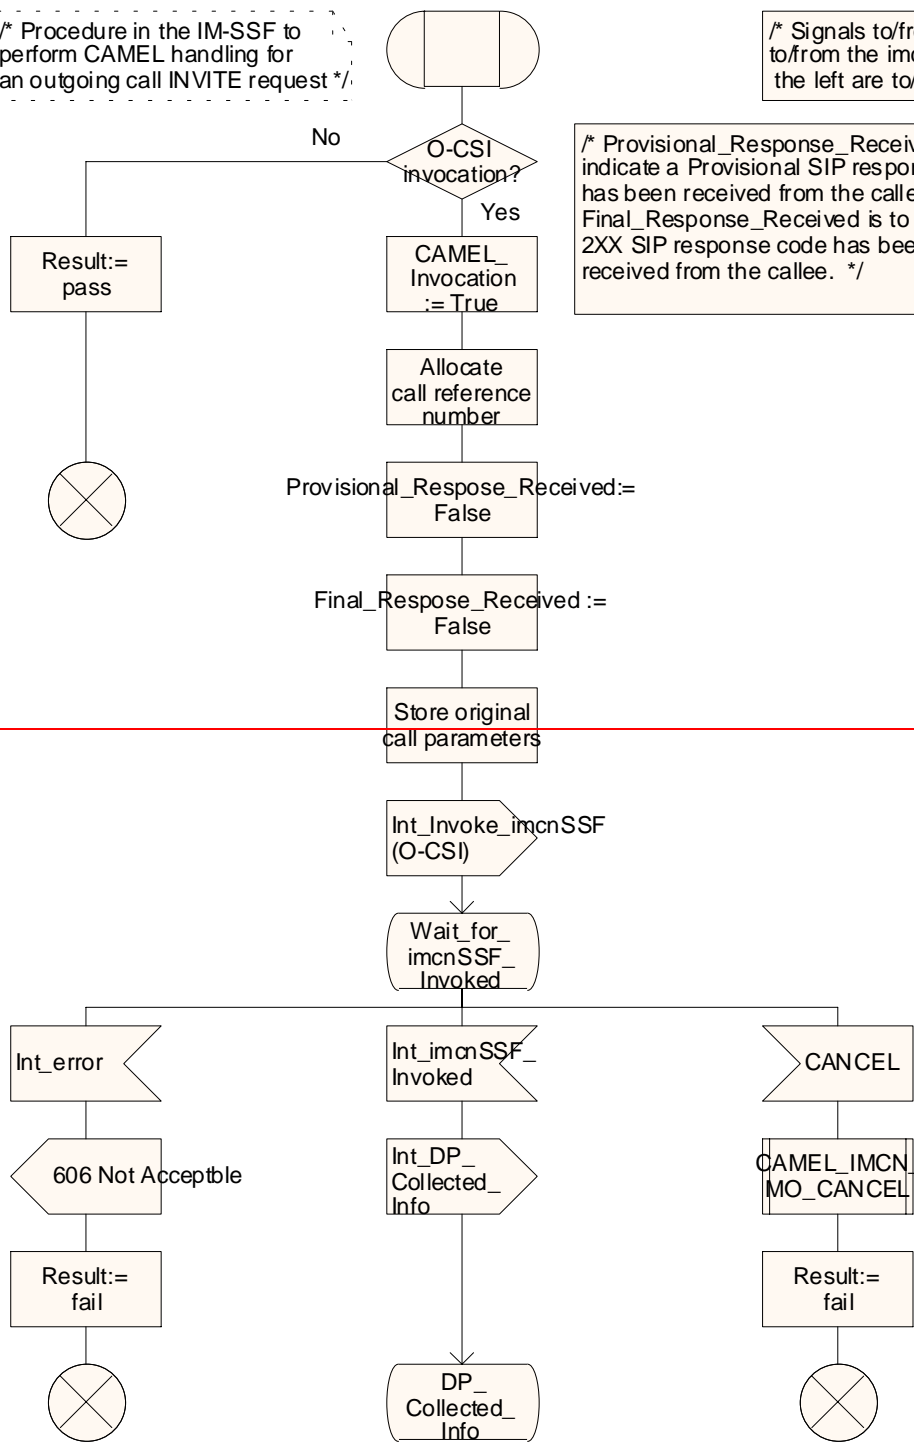 /* Procedure in the IM-SSF to
perform CAMEL handling for
an outgoing call INVITE request */
/* Signals to/fr
to/from the imc
the left are to/
No
O-CSI
invocation?
/* Provisional_Response_Receiv
indicate a Provisional SIP respor
has been received from the calle
Final_Response_Received is to
2XX SIP response code has bee
received from the callee. */
Yes
Result:=
pass
CAMEL_
Invocation
:= True
Allocate
call reference
number
Provisional_Respose_Received:=
False
Final_Respose_Received :=
False
Store original
call parameters
Int_Invoke_imcnSSF
(O-CSI)
Wait_for_
imcnSSF_
Invoked
Int_error
Int_imcnSSF_
Invoked
CANCEL
606 Not Acceptble
Int_DP_
Collected_
Info
CAMEL_IMCN_
MO_CANCEL
Result:=
fail
Result:=
fail
DP_
Collected_
Info